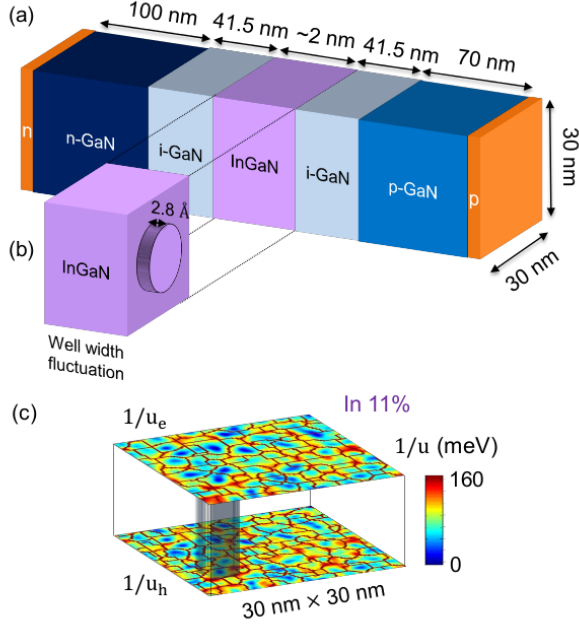 (a)
100 nm 41.5 nm ~2 nm 41.5 nm 70 nm
n n-GaN i-GaN InGaN i-GaN p-GaN p
30 nm
30 nm
(b)
2.8 Å
InGaN
Well width
fluctuation
(c)
In 11%
1/uₑ
1/u (meV)
160
0
1/uₕ
30 nm × 30 nm